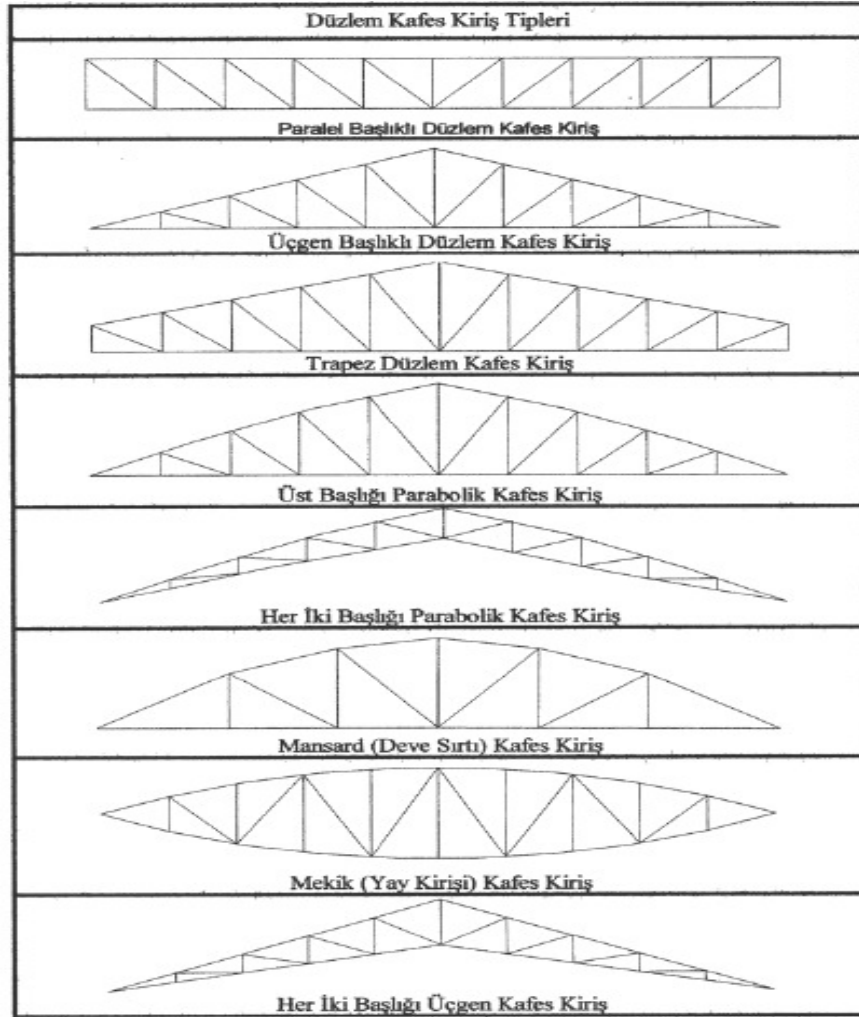 Düzlem Kafes Kiriş Tipleri
Paralel Başlıklı Düzlem Kafes Kiriş
Üçgen Başlıklı Düzlem Kafes Kiriş
Trapez Düzlem Kafes Kiriş
Üst Başlığı Parabolik Kafes Kiriş
Her İki Başlığı Parabolik Kafes Kiriş
Mansard (Deve Sırtı) Kafes Kiriş
Mekik (Yay Kirişi) Kafes Kiriş
Her İki Başlığı Üçgen Kafes Kiriş